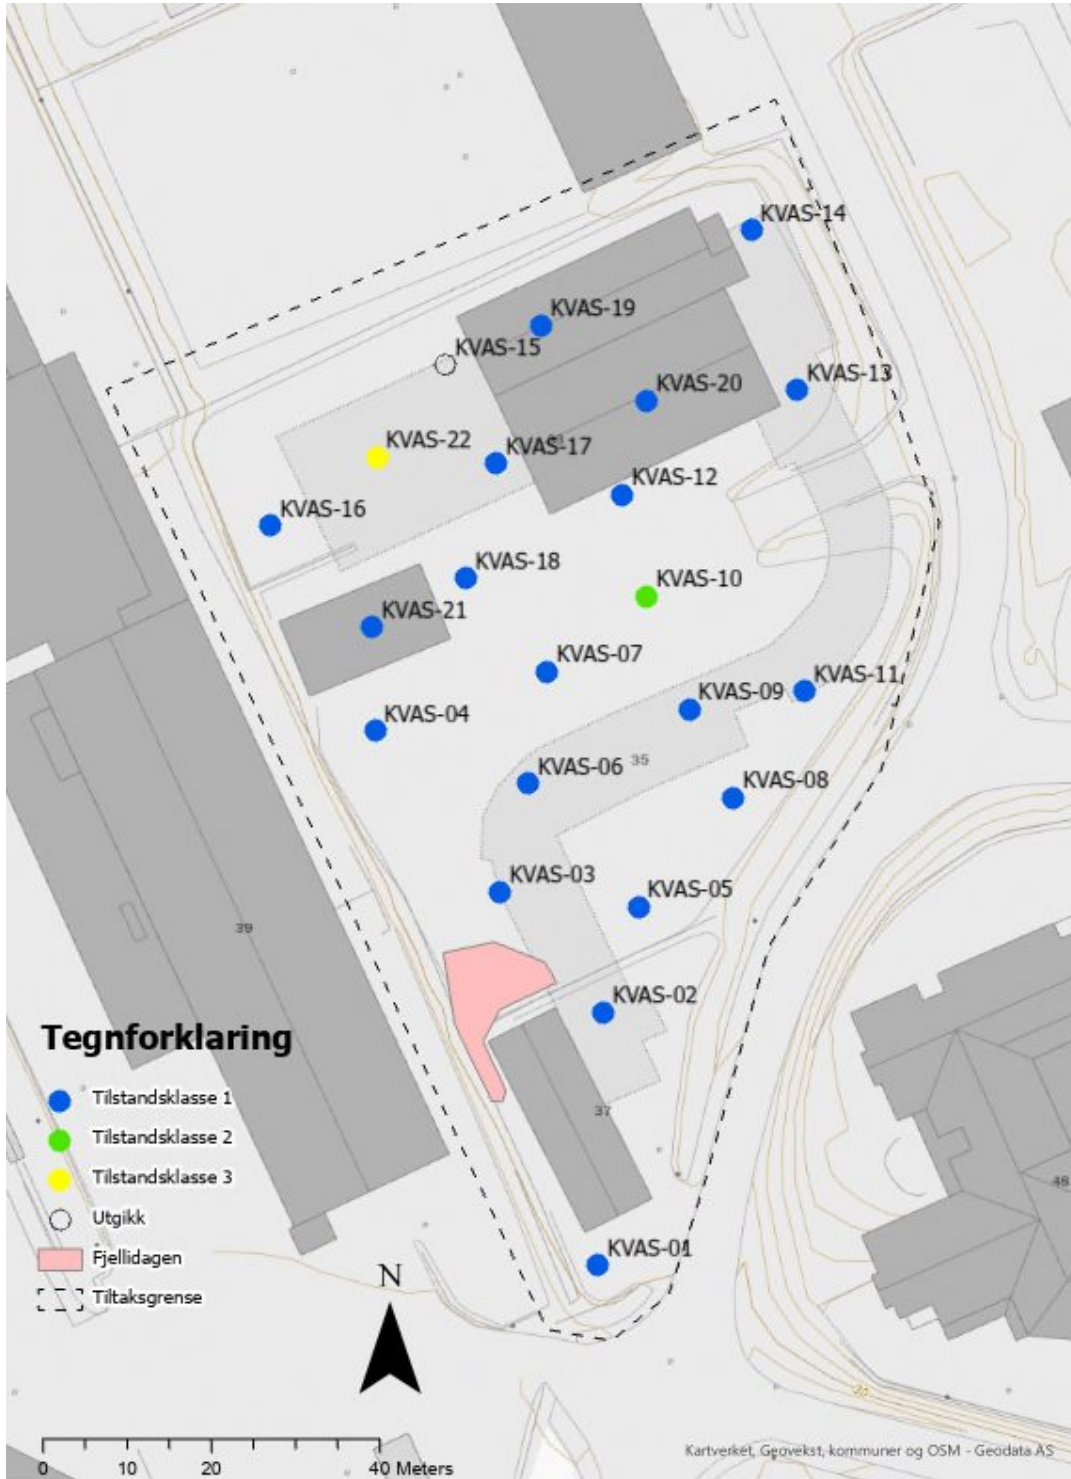 KVAS-14
KVAS-19
KVAS-15
KVAS-20
KVAS-13
KVAS-22
KVAS-17
KVAS-12
KVAS-16
KVAS-18
KVAS-10
KVAS-21
KVAS-07
KVAS-11
KVAS-09
KVAS-04
KVAS-06
35
KVAS-08
KVAS-03
KVAS-05
39
KVAS-02
Tegnforklaring
Tilstandsklasse 1
Tilstandsklasse 2
Tilstandsklasse 3
Utgikk
Fjellidagen
Tiltaksgrense
37
48
KVAS-01
N
0 10 20 40 Meters
Kartverket, Geovekst, kommuner og OSM - Geodata AS